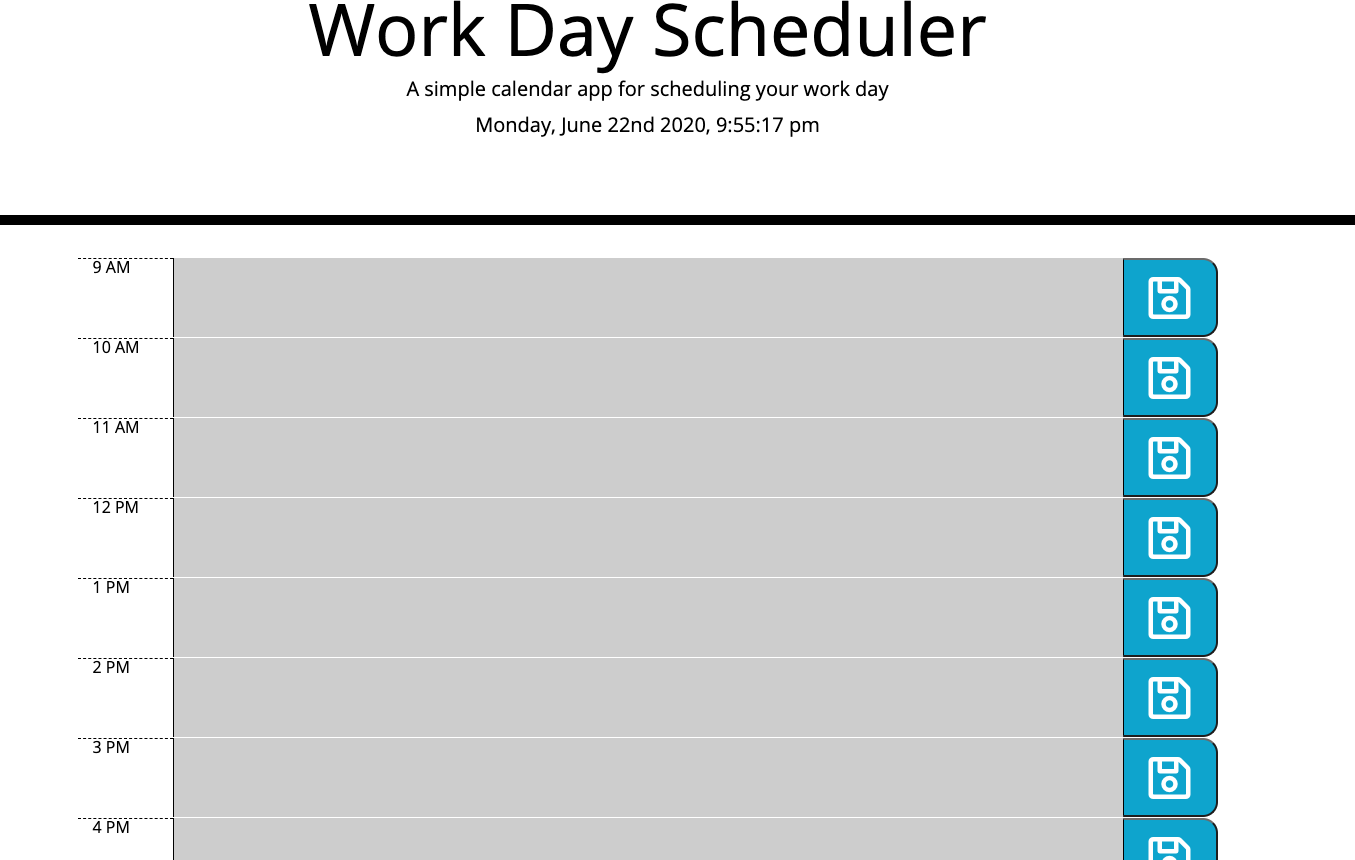 Work Day Scheduler
A simple calendar app for scheduling your work day
Monday, June 22nd 2020, 9:55:17 pm
9 AM
10 AM
11 AM
12 PM
1 PM
2 PM
3 PM
4 PM